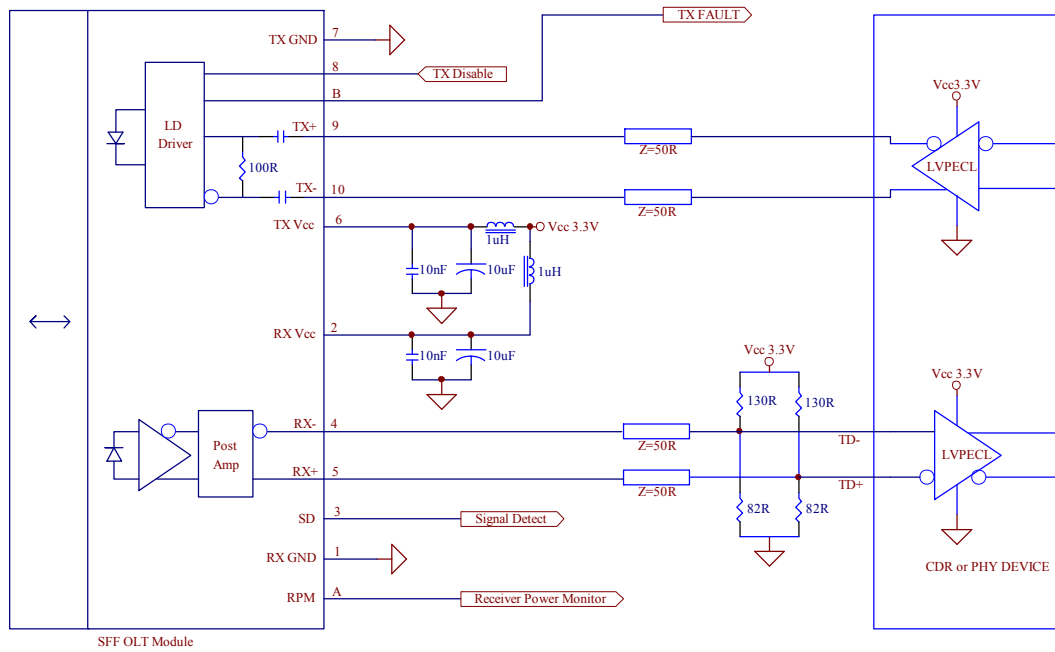 TX FAULT
TX GND 7
8 TX Disable
B
Vcc3.3V
LD
Driver
TX+ 9
100R
Z=50R
LVPECL
TX- 10
Z=50R
TX Vcc 6
Vcc 3.3V
1uH
10nF 10uF 1uH
RX Vcc 2
10nF 10uF
Vcc 3.3V
Vcc 3.3V
130R 130R
RX- 4
Post
Amp
Z=50R
TD-
LVPECL
RX+ 5
Z=50R
TD+
82R 82R
SD 3 Signal Detect
RX GND 1
CDR or PHY DEVICE
RPM A Receiver Power Monitor
SFF OLT Module